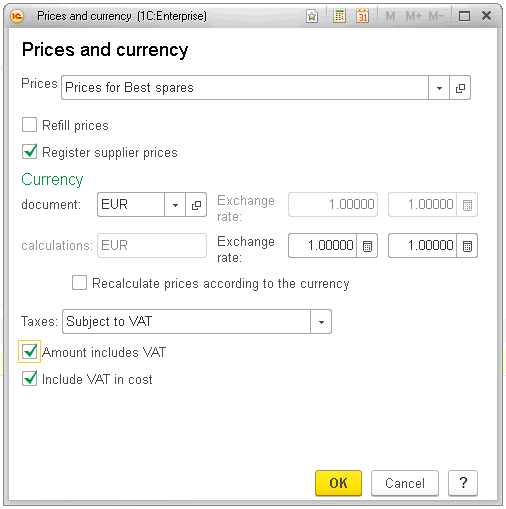 Prices and currency (1C:Enterprise)
31 M M+ M-
Prices and currency
Prices Prices for Best spares
Refill prices
Register supplier prices
Currency
document: EUR Exchange rate: 1.00000 1.00000
calculations: EUR Exchange rate: 1.00000 1.00000
Recalculate prices according to the currency
Taxes: Subject to VAT
Amount includes VAT
Include VAT in cost
OK Cancel ?